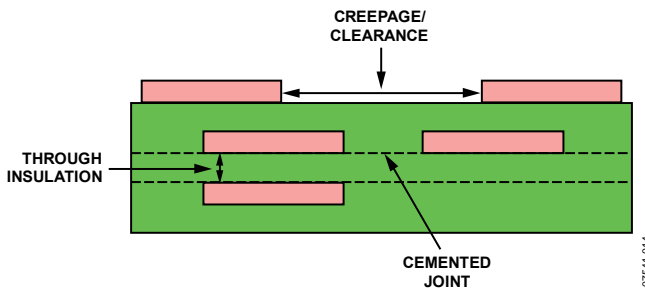 CREEPAGE/
CLEARANCE
THROUGH
INSULATION
CEMENTED
JOINT